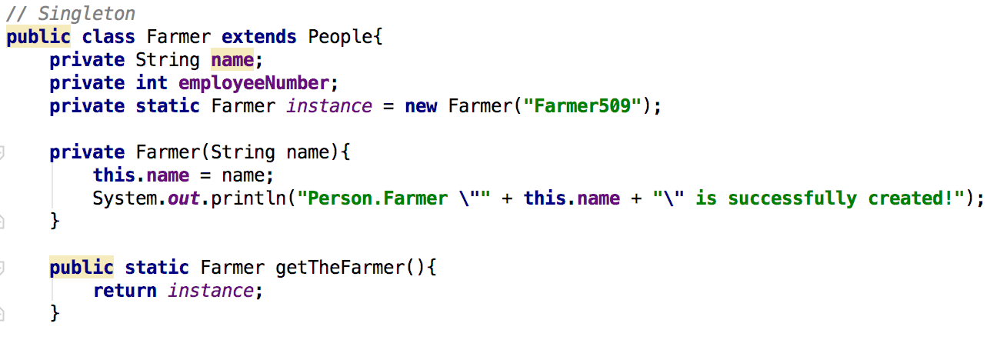 // Singleton
public class Farmer extends People{
private String name;
private int employeeNumber;
private static Farmer instance = new Farmer("Farmer509");
private Farmer(String name){
this.name = name;
System.out.println("Person.Farmer \"" + this.name + "\" is successfully created!");
}
public static Farmer getTheFarmer(){
return instance;
}